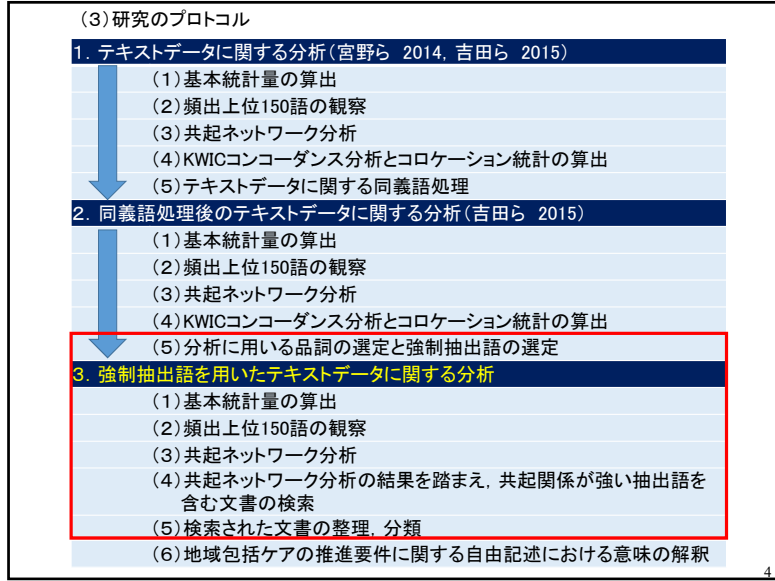 (3)研究のプロトコル
1. テキストデータに関する分析(宮野ら 2014, 吉田ら 2015)
(1)基本統計量の算出
(2)頻出上位150語の観察
(3)共起ネットワーク分析
(4)KWICコンコーダンス分析とコロケーション統計の算出
(5)テキストデータに関する同義語処理
2. 同義語処理後のテキストデータに関する分析(吉田ら 2015)
(1)基本統計量の算出
(2)頻出上位150語の観察
(3)共起ネットワーク分析
(4)KWICコンコーダンス分析とコロケーション統計の算出
(5)分析に用いる品詞の選定と強制抽出語の選定
3. 強制抽出語を用いたテキストデータに関する分析
(1)基本統計量の算出
(2)頻出上位150語の観察
(3)共起ネットワーク分析
(4)共起ネットワーク分析の結果を踏まえ, 共起関係が強い抽出語を
含む文書の検索
(5)検索された文書の整理, 分類
(6)地域包括ケアの推進要件に関する自由記述における意味の解釈
4